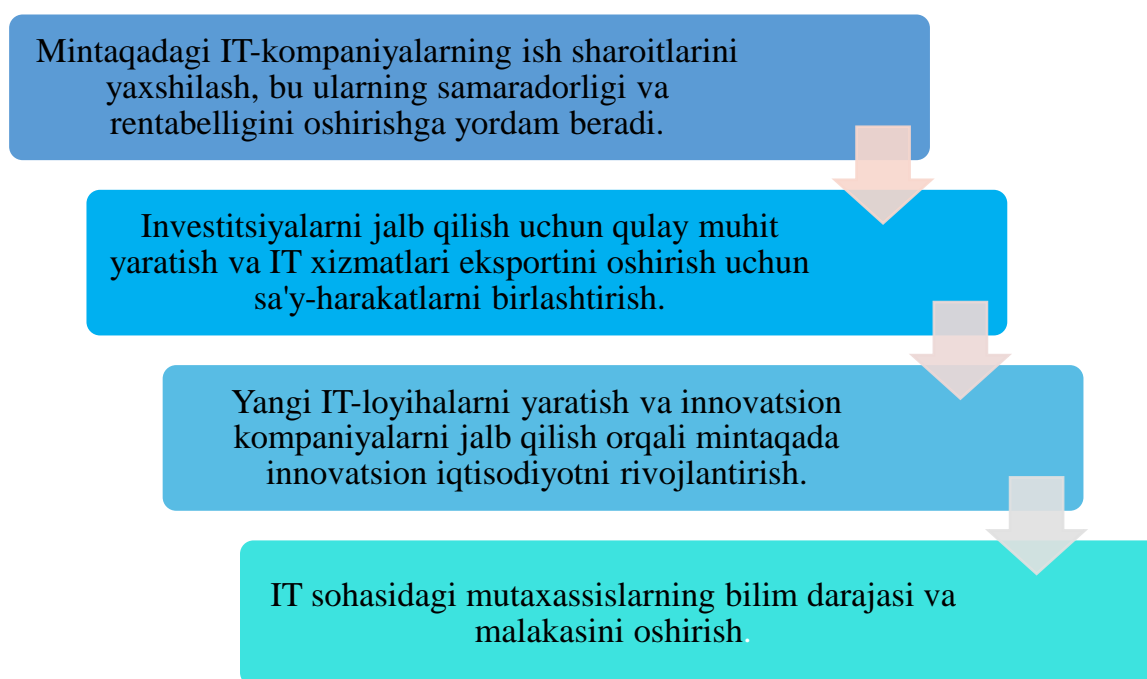 Mintaqadagi IT-kompaniyalarning ish sharoitlarini
yaxshilash, bu ularning samaradorligi va
rentabelligini oshirishga yordam beradi.
Investitsiyalarni jalb qilish uchun qulay muhit
yaratish va IT xizmatlari eksportini oshirish uchun
sa'y-harakatlarni birlashtirish.
Yangi IT-loyihalarni yaratish va innovatsion
kompaniyalarni jalb qilish orqali mintaqada
innovatsion iqtisodiyotni rivojlantirish.
IT sohasidagi mutaxassislarning bilim darajasi va
malakasini oshirish.